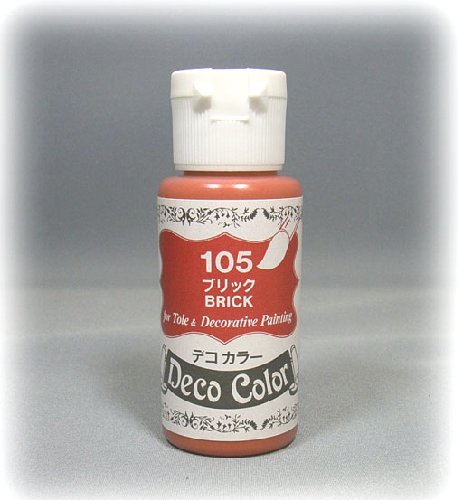 105
ブリック
BRICK
for Tole & Decorative Painting
デコ カラー
Deco Color